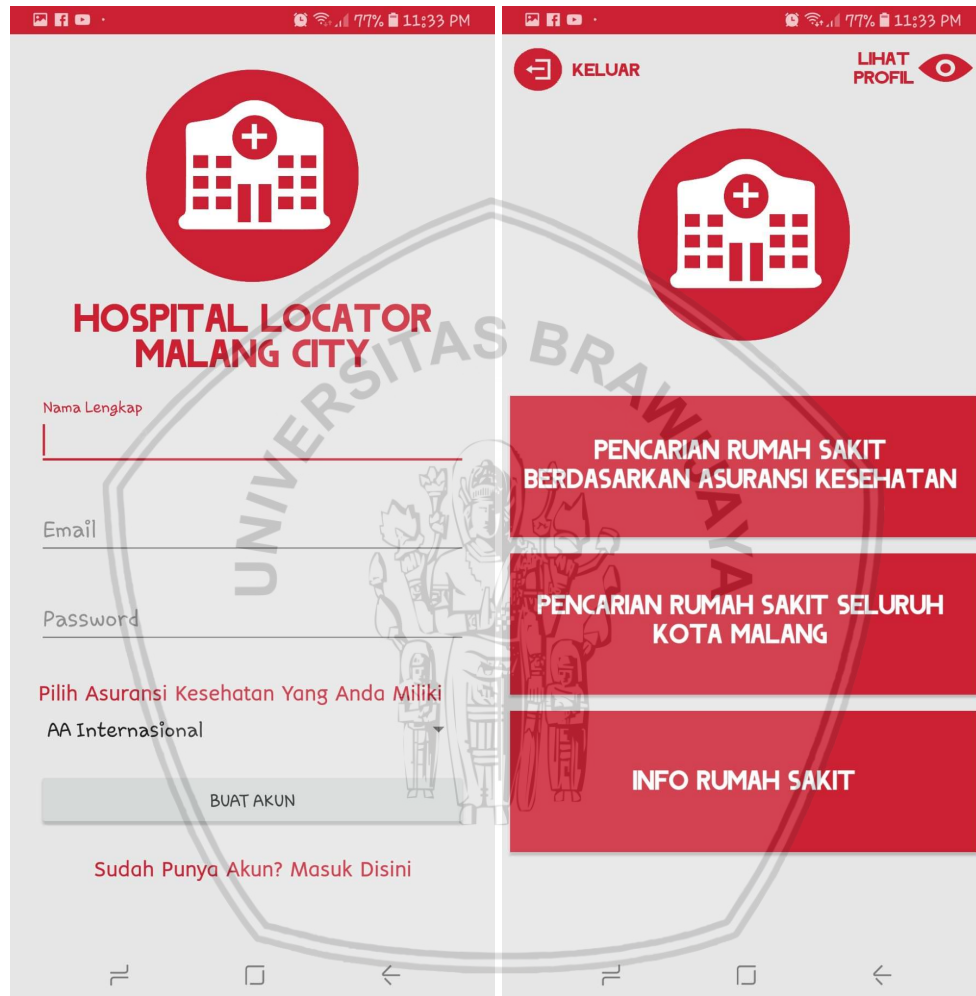 77% 11:33 PM
HOSPITAL LOCATOR
MALANG CITY
Nama Lengkap
Email
Password
Pilih Asuransi Kesehatan Yang Anda Miliki
AA Internasional
BUAT AKUN
Sudah Punya Akun? Masuk Disini
77% 11:33 PM
KELUAR
LIHAT
PROFIL
PENCARIAN RUMAH SAKIT
BERDASARKAN ASURANSI KESEHATAN
PENCARIAN RUMAH SAKIT SELURUH
KOTA MALANG
INFO RUMAH SAKIT
UNIVERSITAS BRAWIJAYA